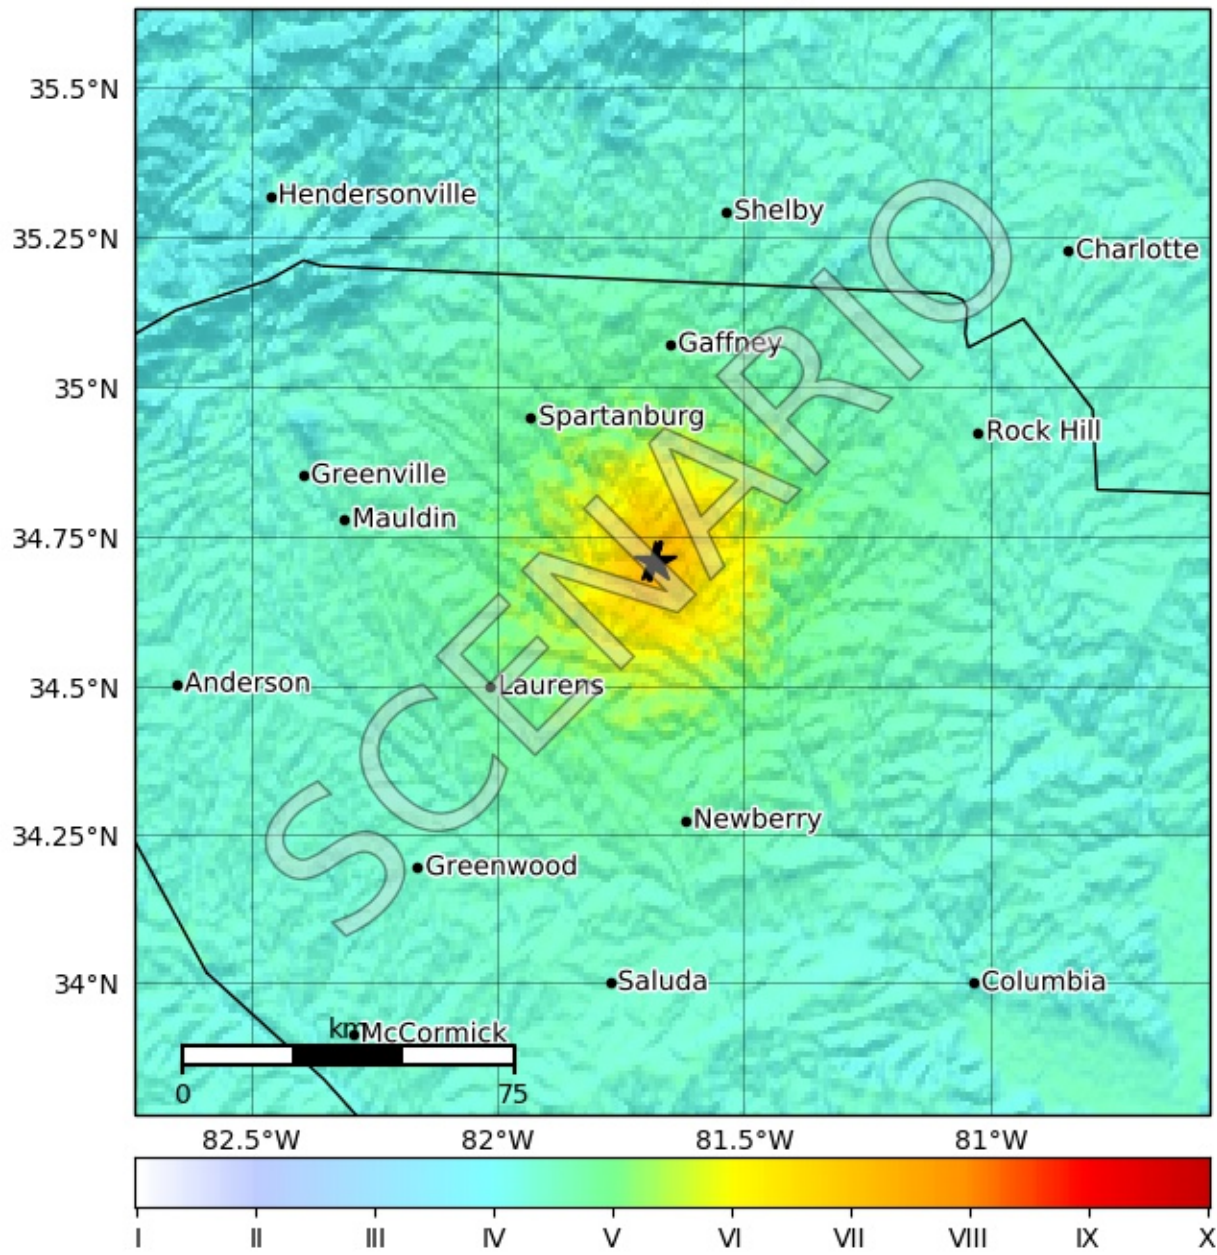 35.5°N
Hendersonville
Shelby
35.25°N
Charlotte
Gaffney
35°N
Spartanburg
Rock Hill
Greenville
Mauldin
34.75°N
SCENARIO
Anderson
34.5°N
Laurens
Newberry
34.25°N
Greenwood
34°N
Saluda
Columbia
km
McCormick
0 75
82.5°W 82°W 81.5°W 81°W
I II III IV V VI VII VIII IX X